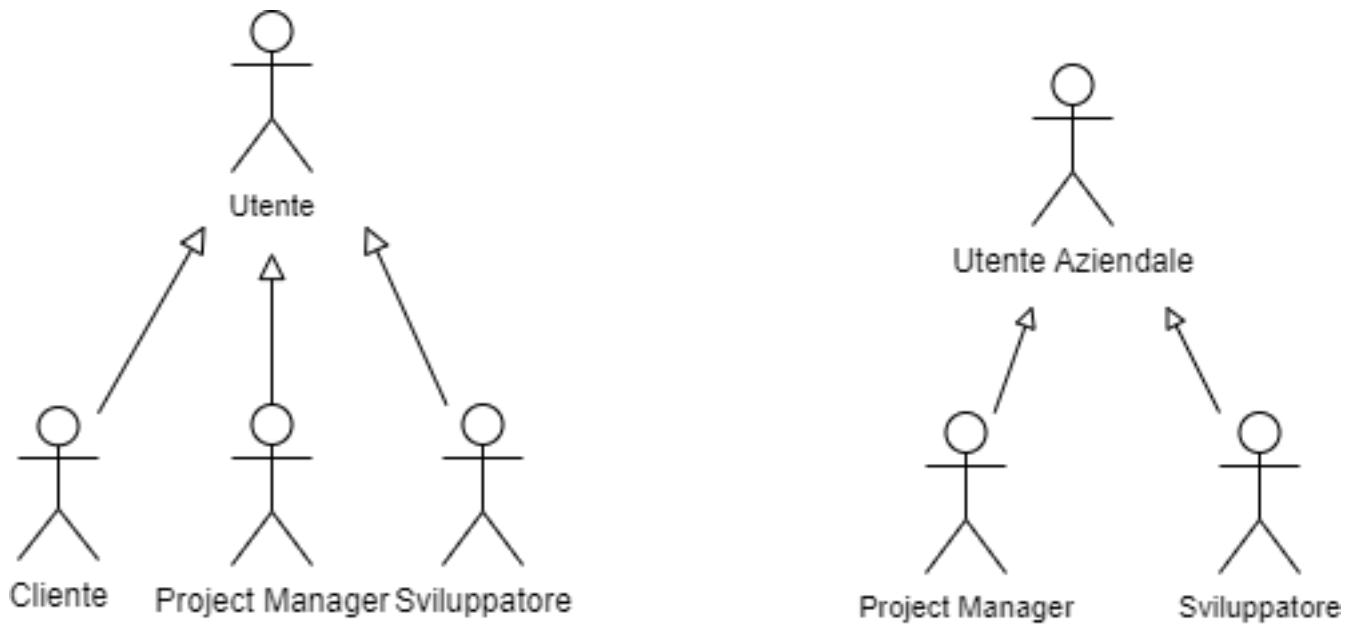 Utente
Cliente
Project Manager
Sviluppatore
Utente Aziendale
Project Manager
Sviluppatore